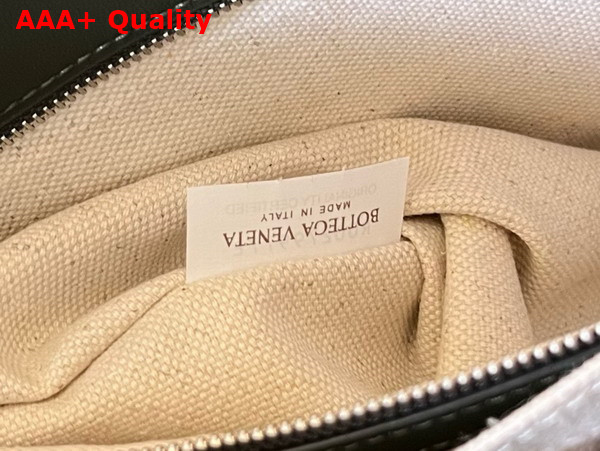 AAA+ Quality
BOTTEGA VENETA
MADE IN ITALY